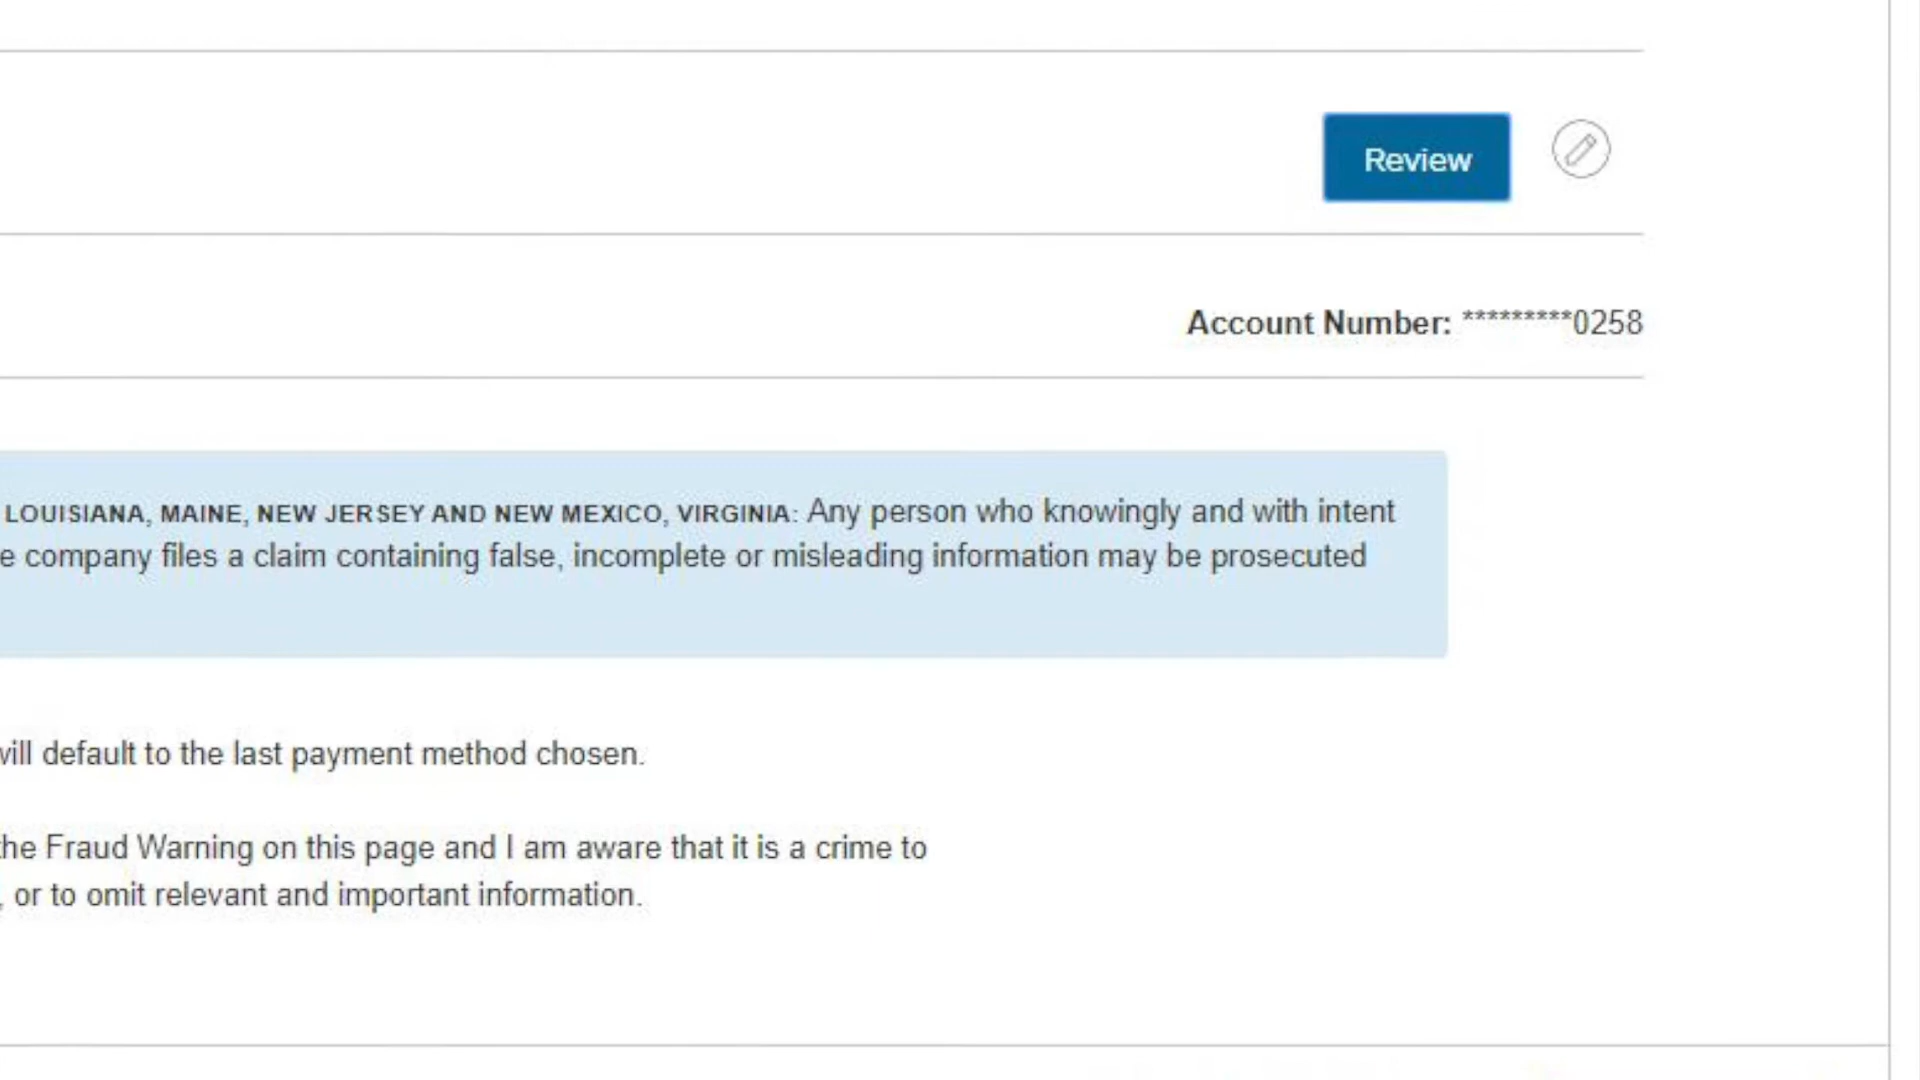 Review
Account Number: *********0258
LOUISIANA, MAINE, NEW JERSEY AND NEW MEXICO, VIRGINIA: Any person who knowingly and with intent
company files a claim containing false, incomplete or misleading information may be prosecuted
will default to the last payment method chosen.
the Fraud Warning on this page and I am aware that it is a crime to
, or to omit relevant and important information.